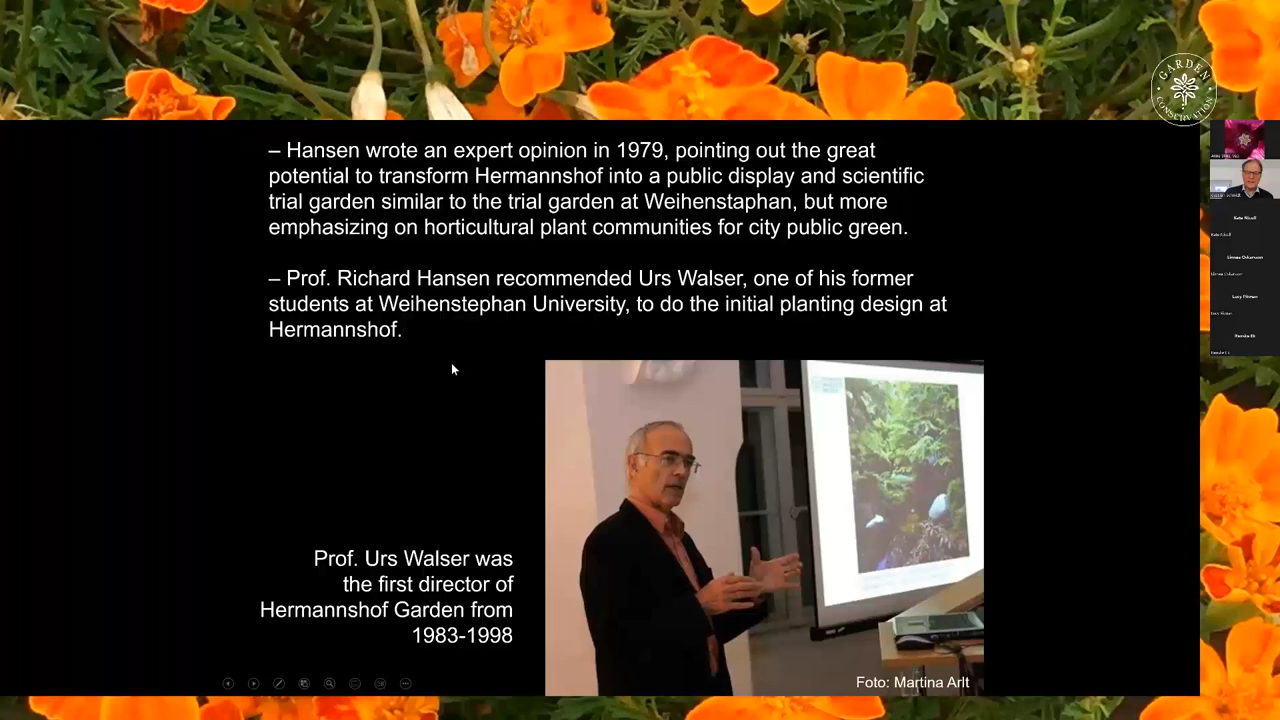 GARDEN
CONSERVATION
– Hansen wrote an expert opinion in 1979, pointing out the great
potential to transform Hermannshof into a public display and scientific
trial garden similar to the trial garden at Weihenstaphan, but more
emphasizing on horticultural plant communities for city public green.
– Prof. Richard Hansen recommended Urs Walser, one of his former
students at Weihenstephan University, to do the initial planting design at
Hermannshof.
Prof. Urs Walser was
the first director of
Hermannshof Garden from
1983-1998
Foto: Martina Arlt